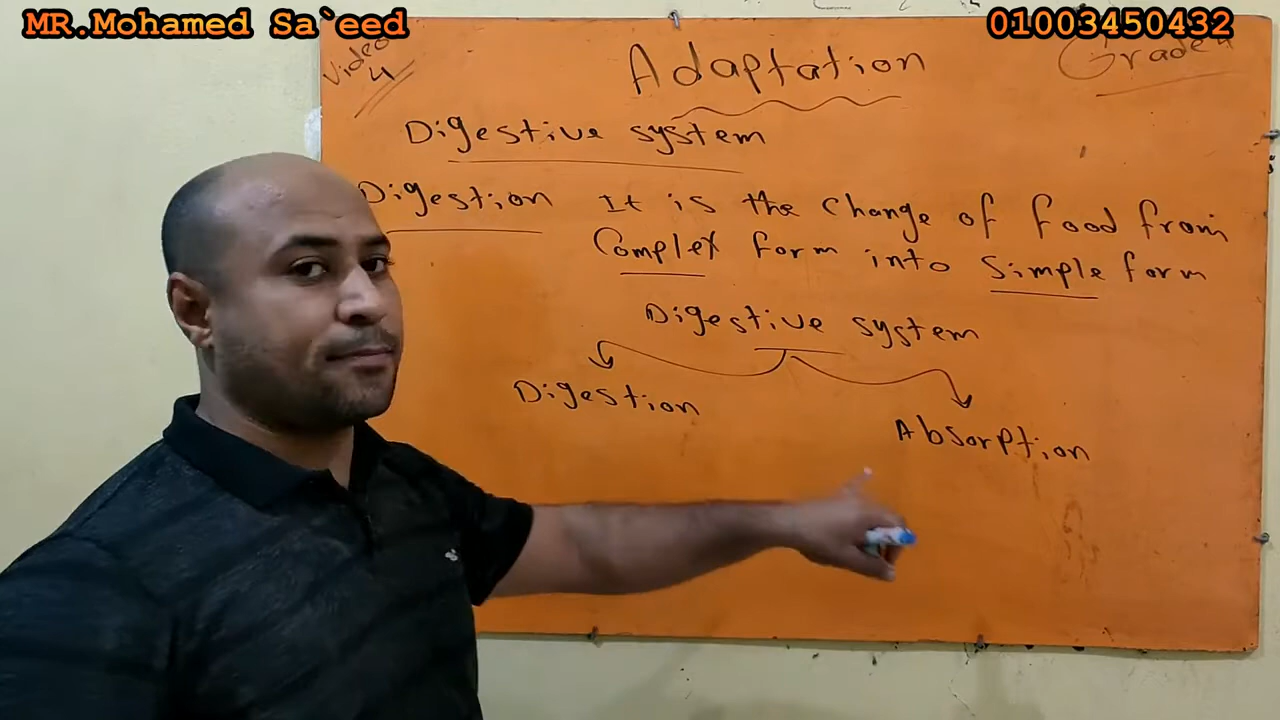 MR.Mohamed Sa`eed
01003450432
Video 4
Adaptation
Grade 4
Digestive system
Digestion It is the change of food from
Complex form into simple form
Digestive system
Digestion
Absorption